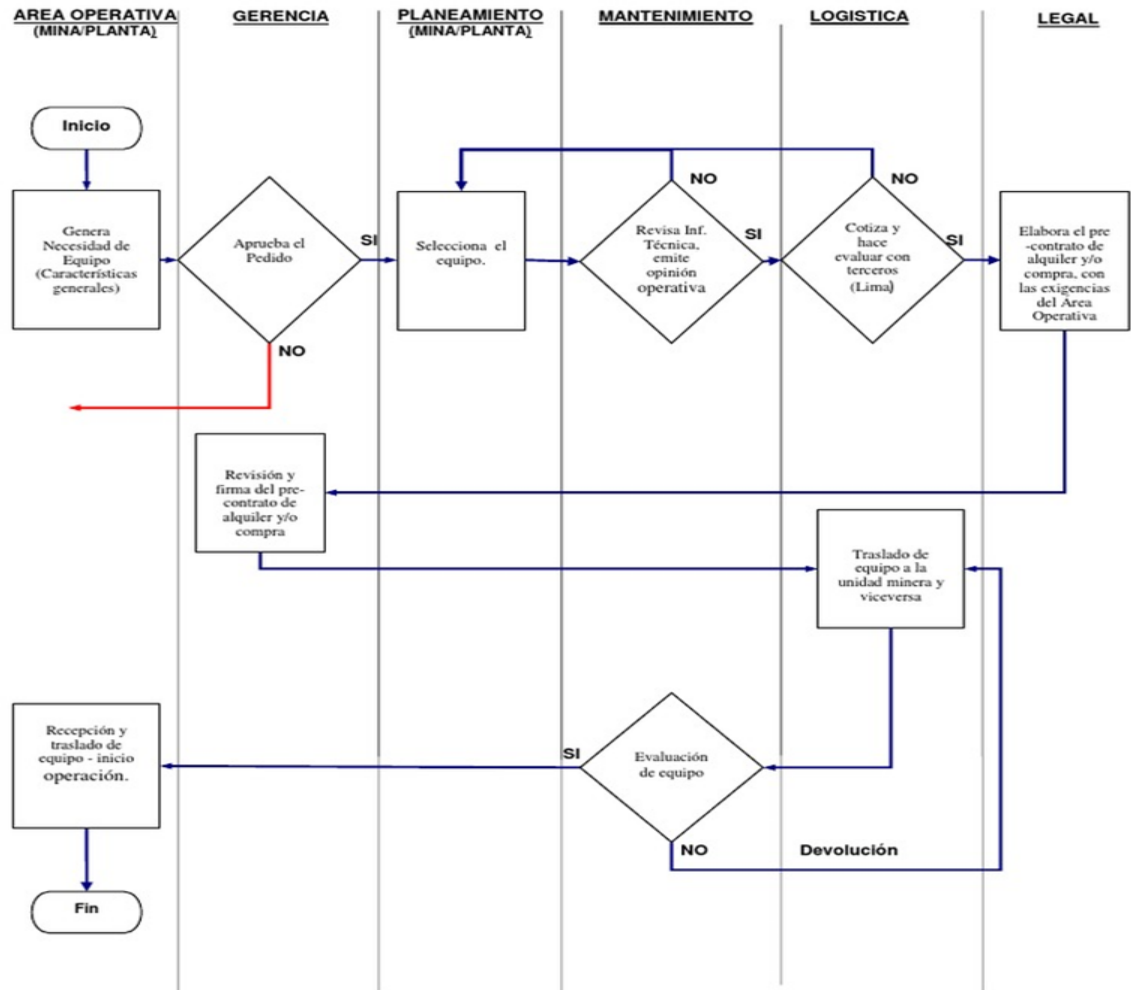 AREA OPERATIVA
(MINA/PLANTA)
GERENCIA
PLANEAMIENTO
(MINA/PLANTA)
MANTENIMIENTO
LOGISTICA
LEGAL
Inicio
Genera
Necesidad de
Equipo
(Características
generales)
Aprueba el
Pedido
SI
NO
Selecciona el
equipo.
Revisa Inf.
Técnica,
emite
opinión
operativa
NO
SI
Cotiza y
hace
evaluar con
terceros
(Lima)
NO
SI
Elabora el pre
-contrato de
alquiler y/o
compra, con
las exigencias
del Área
Operativa
Revisión y
firma del pre-
contrato de
alquiler y/o
compra
Traslado de
equipo a la
unidad minera y
viceversa
Evaluación
de equipo
SI
NO
Devolución
Recepción y
traslado de
equipo - inicio
operación.
Fin